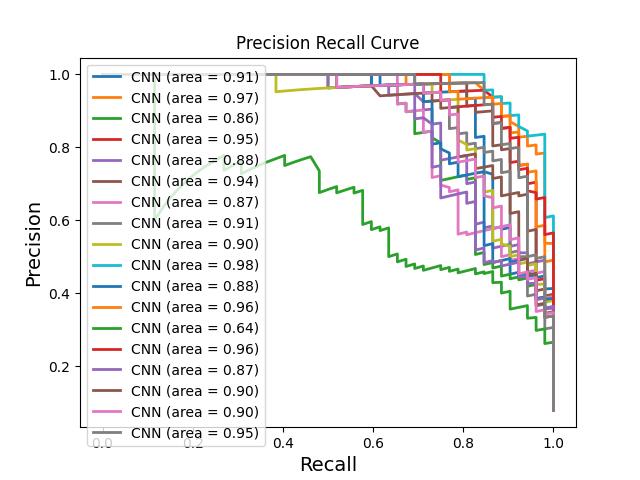 Precision Recall Curve
Precision
1.0
0.8
0.6
0.4
0.2
CNN (area = 0.91)
CNN (area = 0.97)
CNN (area = 0.86)
CNN (area = 0.95)
CNN (area = 0.88)
CNN (area = 0.94)
CNN (area = 0.87)
CNN (area = 0.91)
CNN (area = 0.90)
CNN (area = 0.98)
CNN (area = 0.88)
CNN (area = 0.96)
CNN (area = 0.64)
CNN (area = 0.96)
CNN (area = 0.87)
CNN (area = 0.90)
CNN (area = 0.90)
CNN (area = 0.95)
0.0 0.2 0.4 0.6 0.8 1.0
Recall